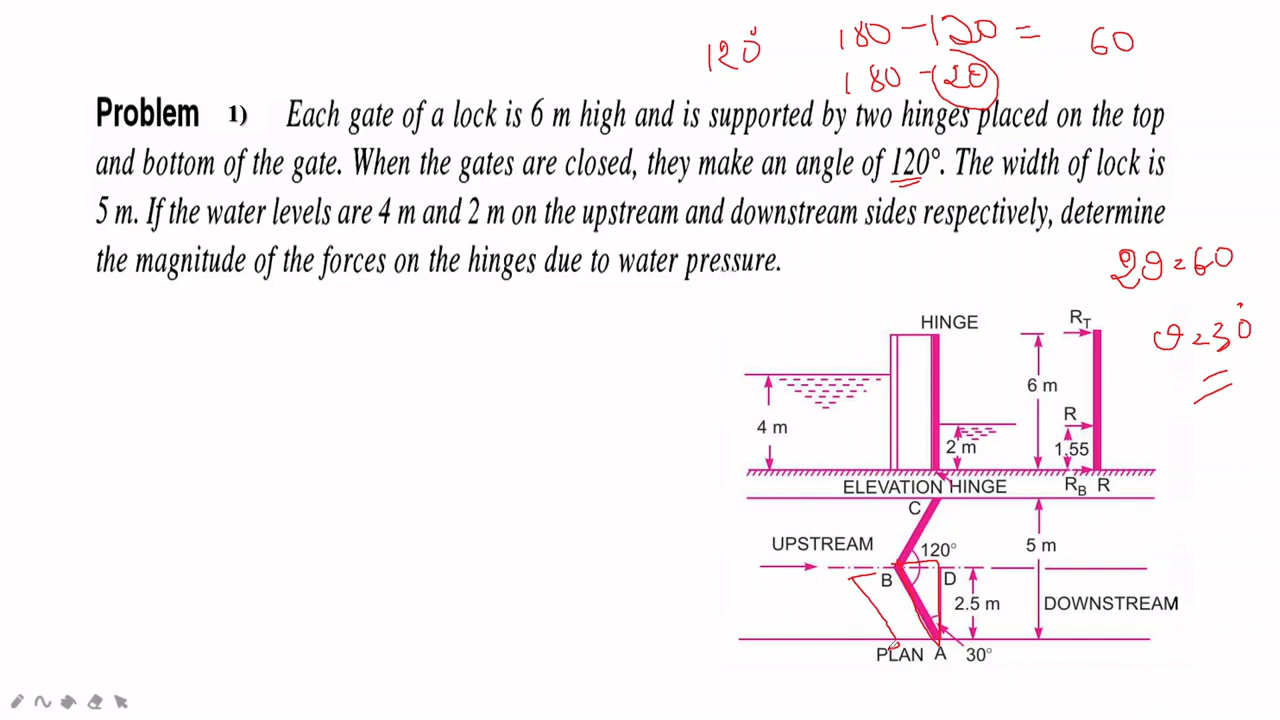 120°
180 - 120 = 60
180 - 120
Problem 1) Each gate of a lock is 6 m high and is supported by two hinges placed on the top
and bottom of the gate. When the gates are closed, they make an angle of 120°. The width of lock is
5 m. If the water levels are 4 m and 2 m on the upstream and downstream sides respectively, determine
the magnitude of the forces on the hinges due to water pressure.
2θ = 60
θ = 30°
HINGE
R_T
6 m
4 m
R
2 m
1.55
ELEVATION HINGE
R_B R
C
UPSTREAM
120°
5 m
B
D
2.5 m
DOWNSTREAM
PLAN
A
30°